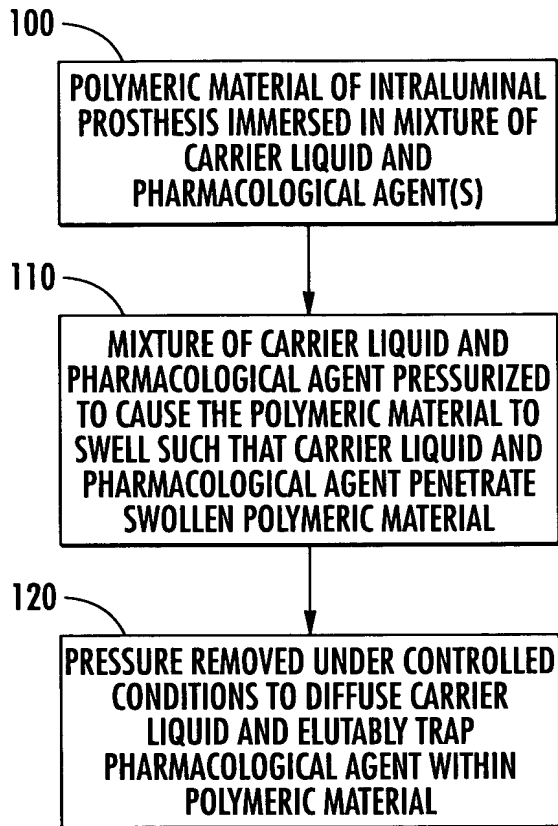 100
POLYMERIC MATERIAL OF INTRALUMINAL
PROSTHESIS IMMERSED IN MIXTURE OF
CARRIER LIQUID AND
PHARMACOLOGICAL AGENT(S)
110
MIXTURE OF CARRIER LIQUID AND
PHARMACOLOGICAL AGENT PRESSURIZED
TO CAUSE THE POLYMERIC MATERIAL TO
SWELL SUCH THAT CARRIER LIQUID AND
PHARMACOLOGICAL AGENT PENETRATE
SWOLLEN POLYMERIC MATERIAL
120
PRESSURE REMOVED UNDER CONTROLLED
CONDITIONS TO DIFFUSE CARRIER
LIQUID AND ELUTABLY TRAP
PHARMACOLOGICAL AGENT WITHIN
POLYMERIC MATERIAL